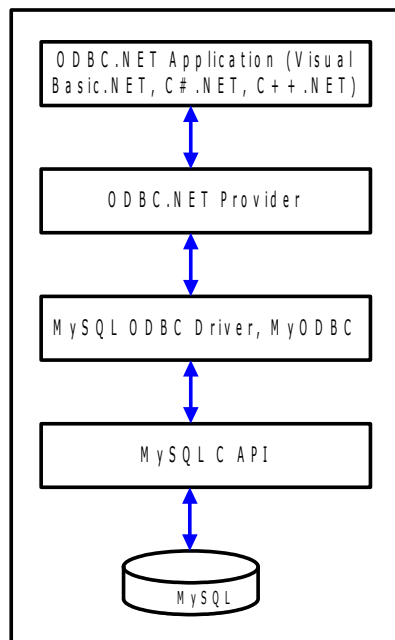 ODBC.NET Application (Visual
Basic.NET, C#.NET, C++.NET)
ODBC.NET Provider
MySQL ODBC Driver, MyODBC
MySQL C API
MySQL